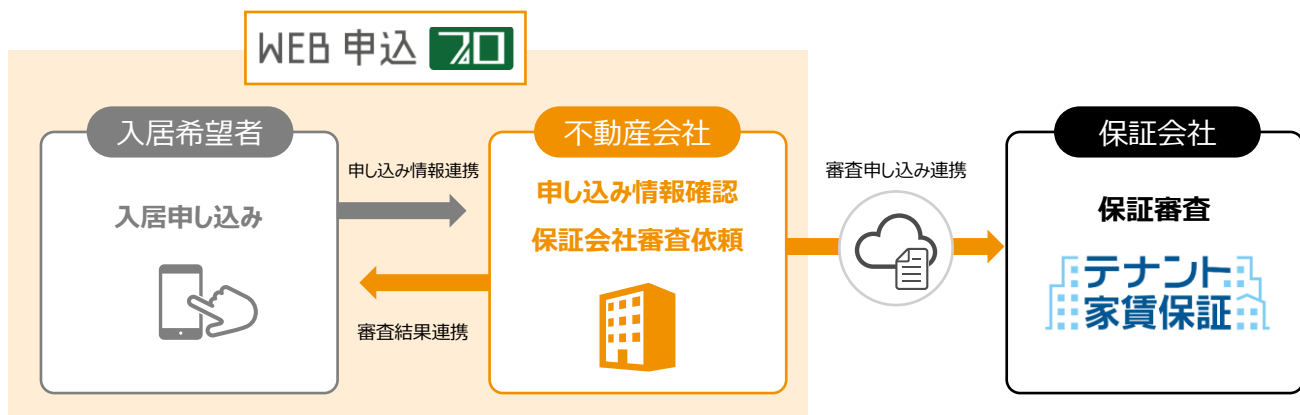 WEB 申込 プロ
入居希望者
入居申し込み
申し込み情報連携
審査結果連携
不動産会社
申し込み情報確認
保証会社審査依頼
審査申し込み連携
保証会社
保証審査
テナント
家賃保証